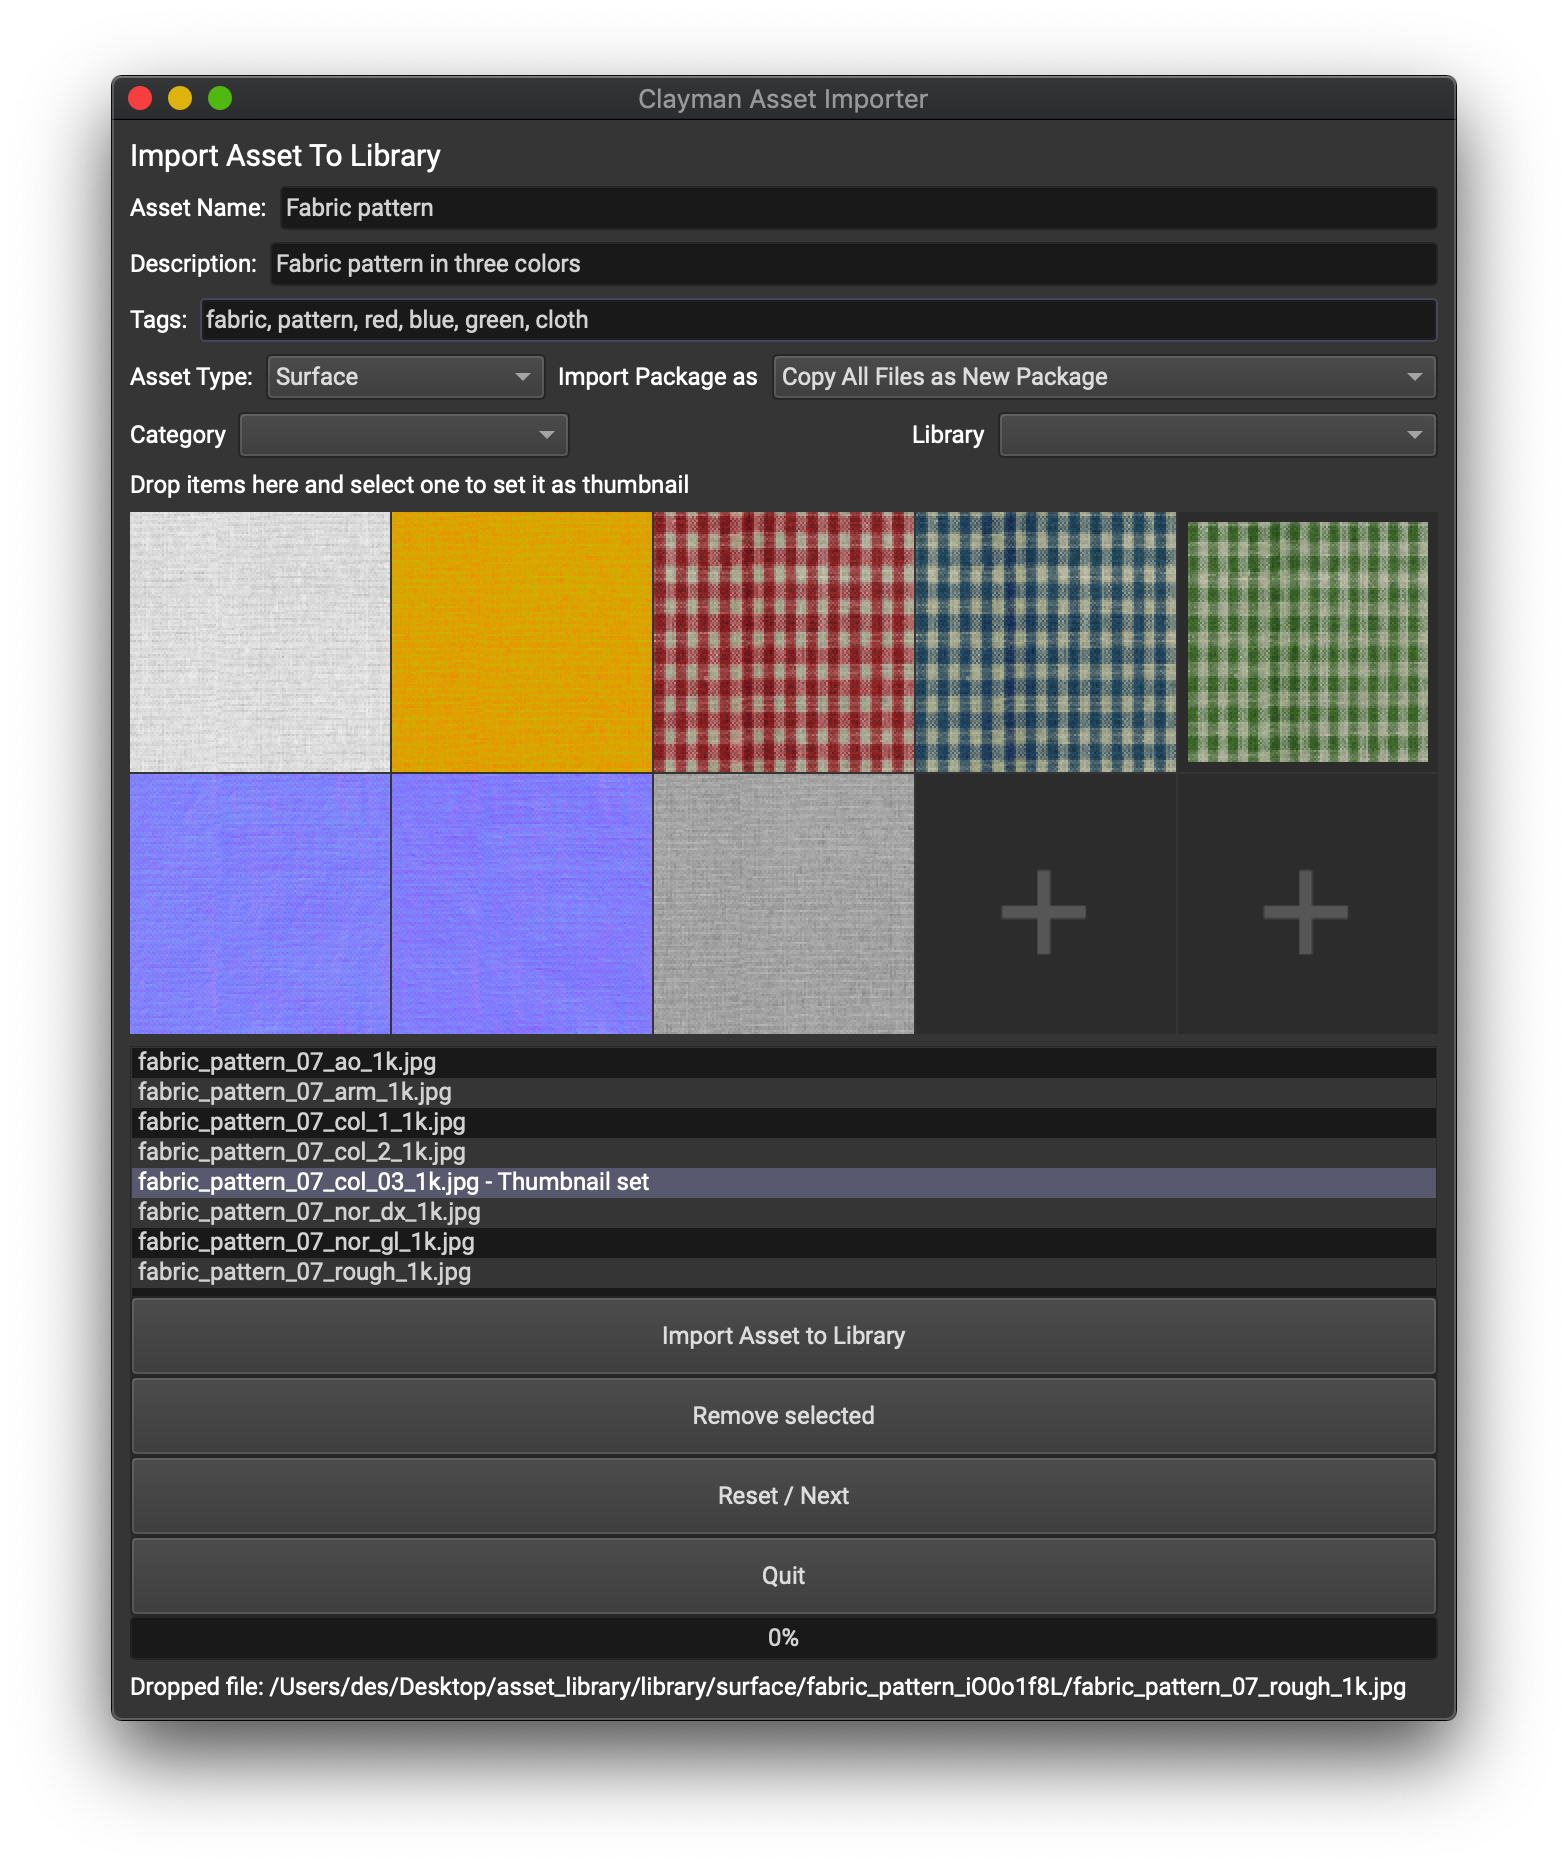 Clayman Asset Importer
Import Asset To Library
Asset Name: Fabric pattern
Description: Fabric pattern in three colors
Tags: fabric, pattern, red, blue, green, cloth
Asset Type: Surface Import Package as Copy All Files as New Package
Category Library
Drop items here and select one to set it as thumbnail
fabric_pattern_07_ao_1k.jpg
fabric_pattern_07_arm_1k.jpg
fabric_pattern_07_col_1_1k.jpg
fabric_pattern_07_col_2_1k.jpg
fabric_pattern_07_col_03_1k.jpg - Thumbnail set
fabric_pattern_07_nor_dx_1k.jpg
fabric_pattern_07_nor_gl_1k.jpg
fabric_pattern_07_rough_1k.jpg
Import Asset to Library
Remove selected
Reset / Next
Quit
0%
Dropped file: /Users/des/Desktop/asset_library/library/surface/fabric_pattern_iO0o1f8L/fabric_pattern_07_rough_1k.jpg